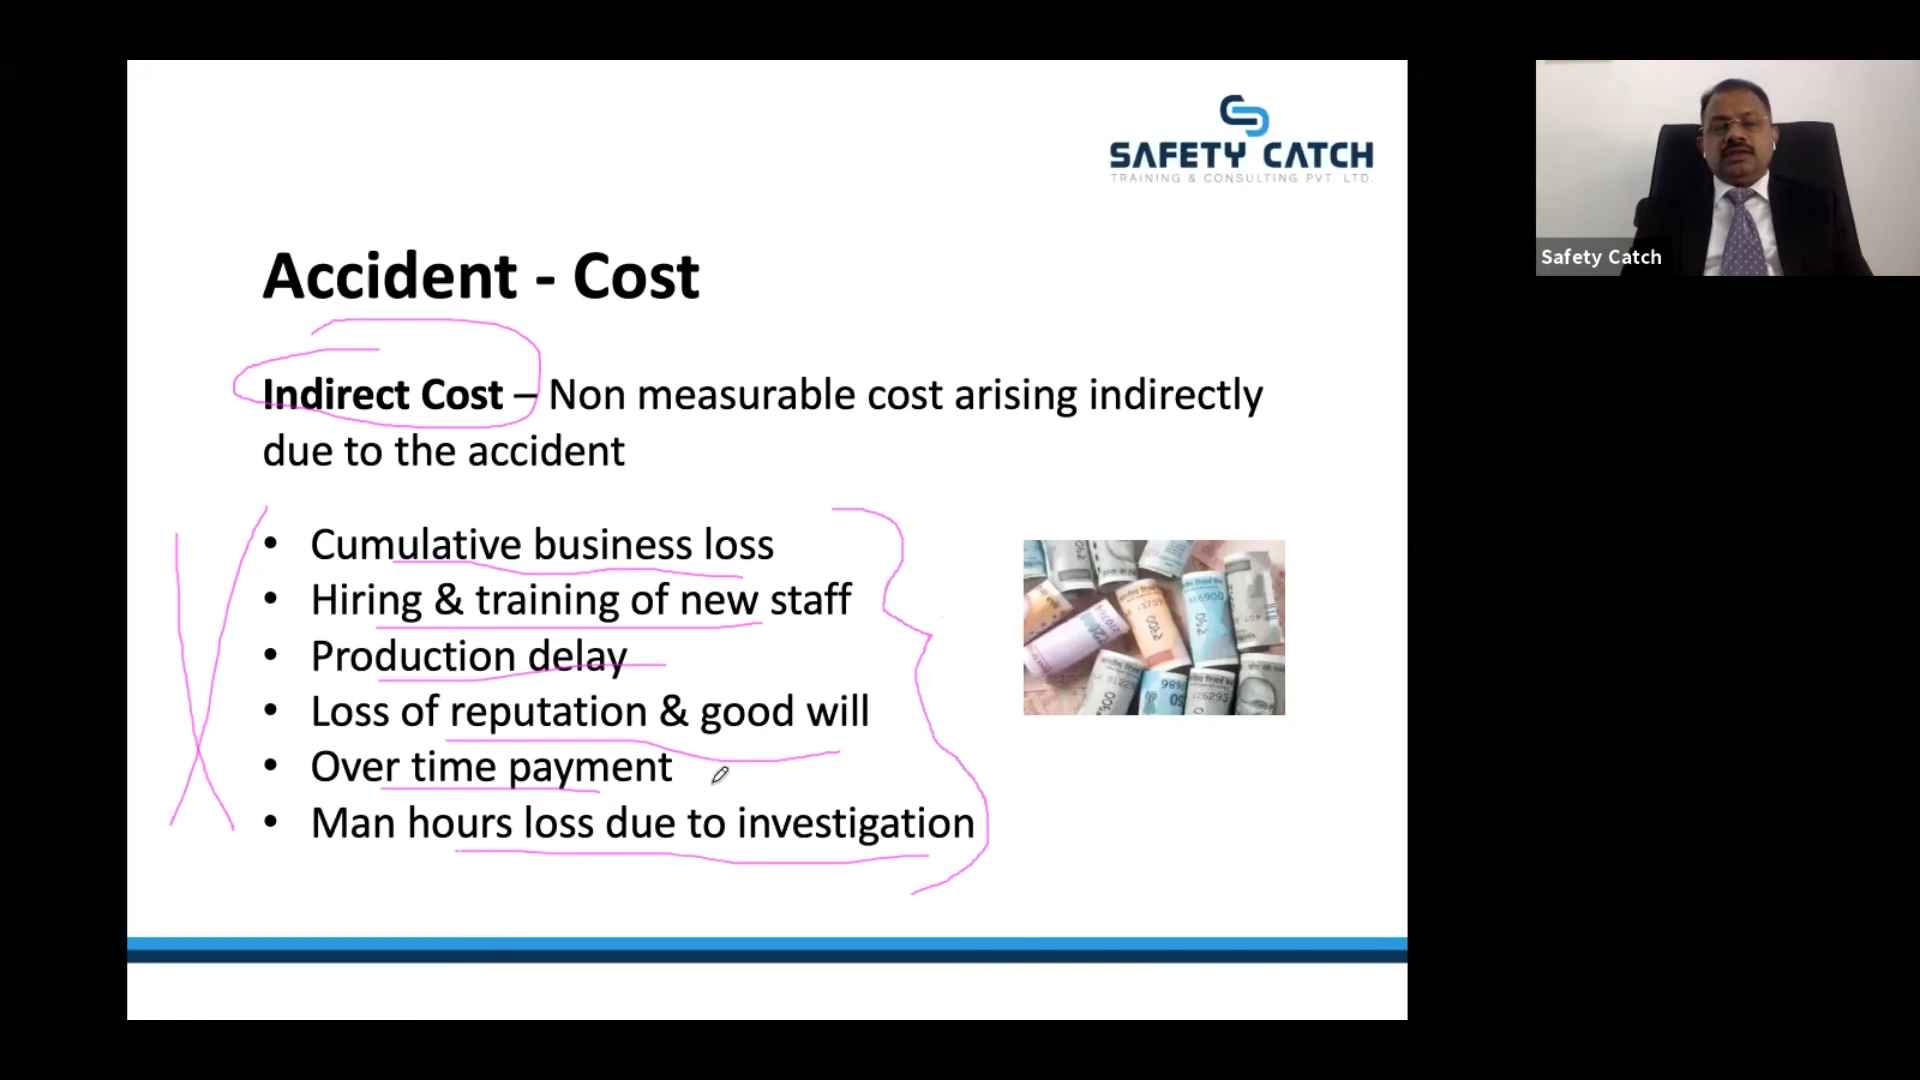 SAFETY CATCH
TRAINING & CONSULTING PVT. LTD.
Accident - Cost
Indirect Cost – Non measurable cost arising indirectly
due to the accident
• Cumulative business loss
• Hiring & training of new staff
• Production delay
• Loss of reputation & good will
• Over time payment
• Man hours loss due to investigation
Safety Catch